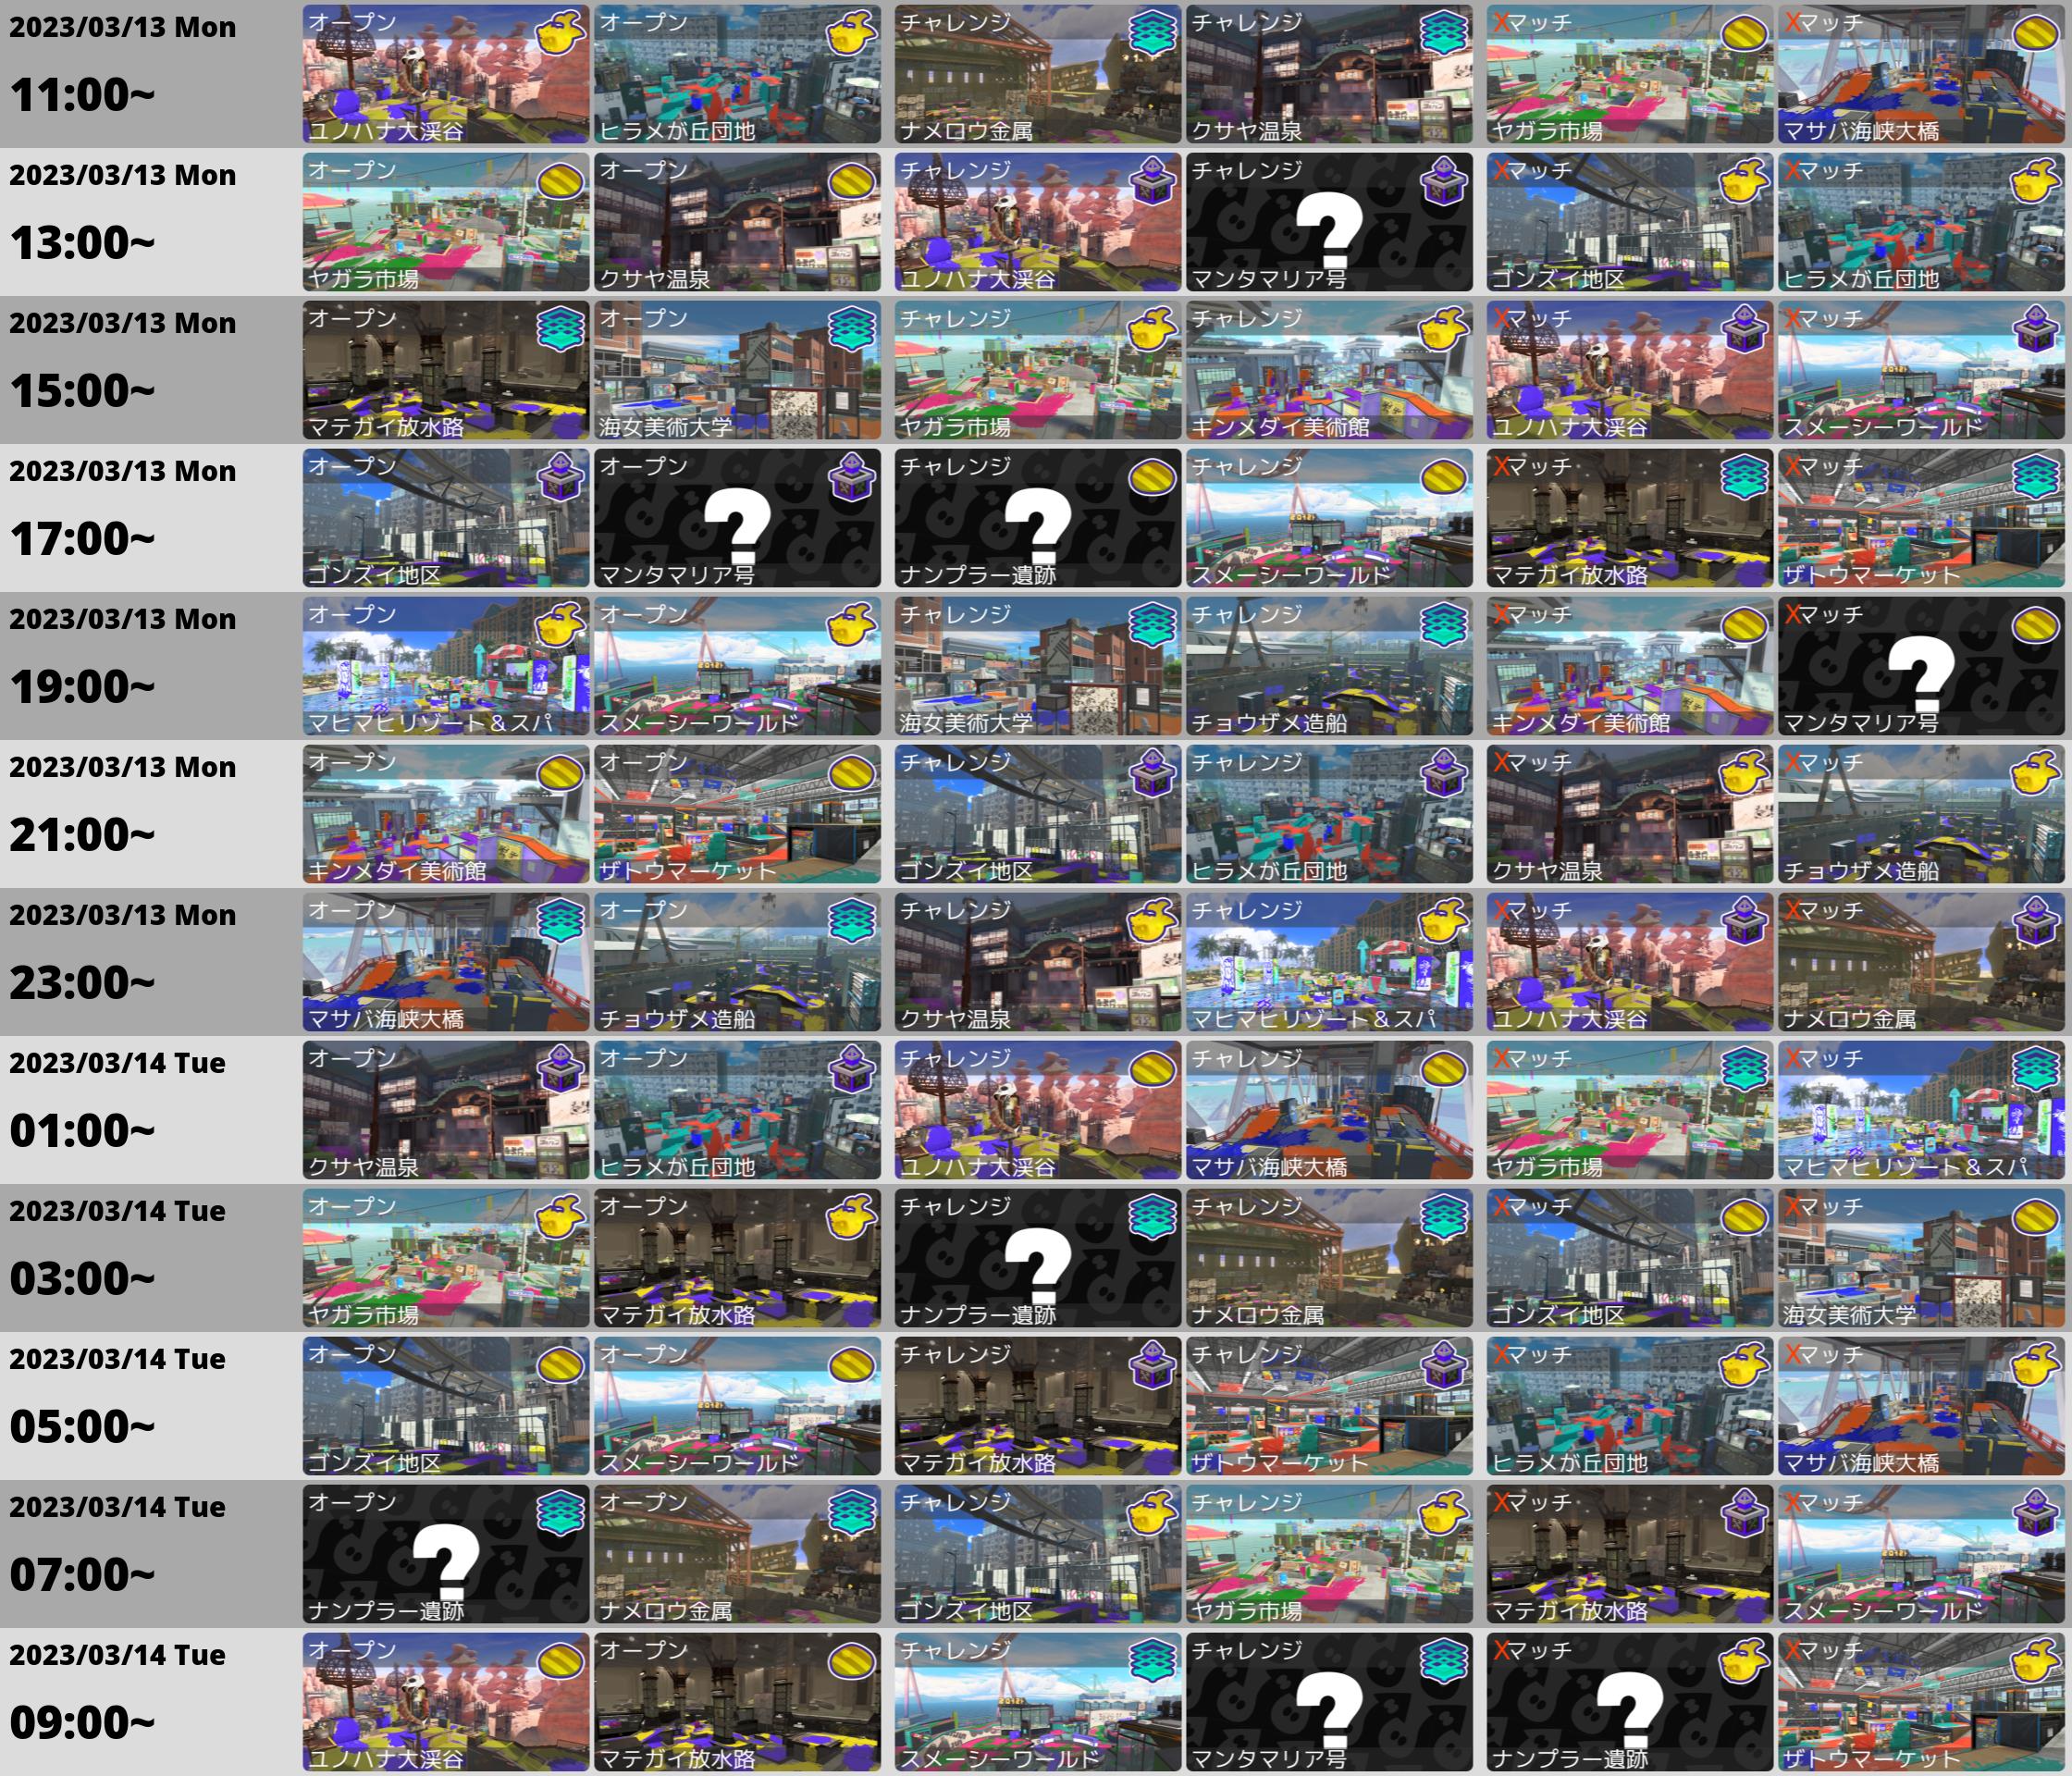 2023/03/13 Mon
11:00~
オープン オープン チャレンジ チャレンジ Xマッチ Xマッチ
ユノハナ大渓谷 ヒラメが丘団地 ナメロウ金属 クサヤ温泉 ヤガラ市場 マサバ海峡大橋
2023/03/13 Mon
13:00~
オープン オープン チャレンジ チャレンジ Xマッチ Xマッチ
?
ヤガラ市場 クサヤ温泉 ユノハナ大渓谷 マンタマリア号 ゴンズイ地区 ヒラメが丘団地
2023/03/13 Mon
15:00~
オープン オープン チャレンジ チャレンジ Xマッチ Xマッチ
マテガイ放水路 海女美術大学 ヤガラ市場 キンメダイ美術館 ユノハナ大渓谷 スメーシーワールド
2023/03/13 Mon
17:00~
オープン オープン チャレンジ チャレンジ Xマッチ Xマッチ
? ?
ゴンズイ地区 マンタマリア号 ナンプラー遺跡 スメーシーワールド マテガイ放水路 ザトウマーケット
2023/03/13 Mon
19:00~
オープン オープン チャレンジ チャレンジ Xマッチ Xマッチ
?
マヒマヒリゾート＆スパ スメーシーワールド 海女美術大学 チョウザメ造船 キンメダイ美術館 マンタマリア号
2023/03/13 Mon
21:00~
オープン オープン チャレンジ チャレンジ Xマッチ Xマッチ
キンメダイ美術館 ザトウマーケット ゴンズイ地区 ヒラメが丘団地 クサヤ温泉 チョウザメ造船
2023/03/13 Mon
23:00~
オープン オープン チャレンジ チャレンジ Xマッチ Xマッチ
マサバ海峡大橋 チョウザメ造船 クサヤ温泉 マヒマヒリゾート＆スパ ユノハナ大渓谷 ナメロウ金属
2023/03/14 Tue
01:00~
オープン オープン チャレンジ チャレンジ Xマッチ Xマッチ
クサヤ温泉 ヒラメが丘団地 ユノハナ大渓谷 マサバ海峡大橋 ヤガラ市場 マヒマヒリゾート＆スパ
2023/03/14 Tue
03:00~
オープン オープン チャレンジ チャレンジ Xマッチ Xマッチ
?
ヤガラ市場 マテガイ放水路 ナンプラー遺跡 ナメロウ金属 ゴンズイ地区 海女美術大学
2023/03/14 Tue
05:00~
オープン オープン チャレンジ チャレンジ Xマッチ Xマッチ
ゴンズイ地区 スメーシーワールド マテガイ放水路 ザトウマーケット ヒラメが丘団地 マサバ海峡大橋
2023/03/14 Tue
07:00~
オープン オープン チャレンジ チャレンジ Xマッチ Xマッチ
?
ナンプラー遺跡 ナメロウ金属 ゴンズイ地区 ヤガラ市場 マテガイ放水路 スメーシーワールド
2023/03/14 Tue
09:00~
オープン オープン チャレンジ チャレンジ Xマッチ Xマッチ
? ?
ユノハナ大渓谷 マテガイ放水路 スメーシーワールド マンタマリア号 ナンプラー遺跡 ザトウマーケット